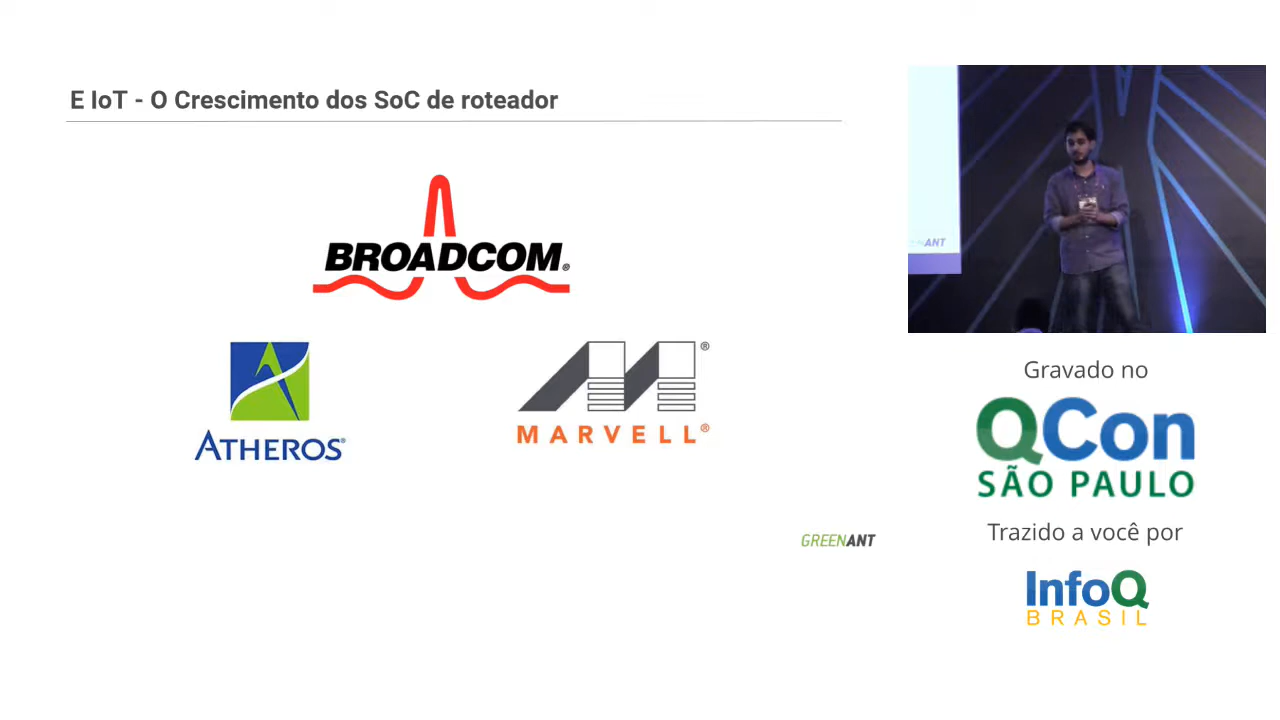 E IoT - O Crescimento dos SoC de roteador
BROADCOM®
ATHEROS®
®
MARVELL®
GREENANT
ANT
Gravado no
QCon
SÃO PAULO
Trazido a você por
InfoQ
BRASIL